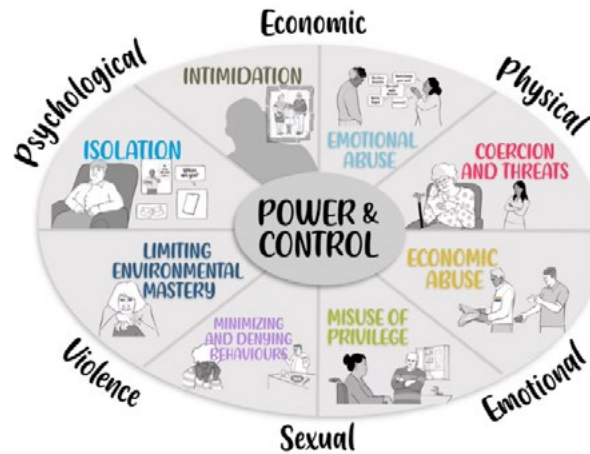 Economic
Psychological
Physical
INTIMIDATION
EMOTIONAL
ABUSE
ISOLATION
COERCION
AND THREATS
POWER &
CONTROL
LIMITING
ENVIRONMENTAL
MASTERY
ECONOMIC
ABUSE
MINIMIZING
AND DENYING
BEHAVIOURS
MISUSE OF
PRIVILEGE
Violence
Emotional
Sexual